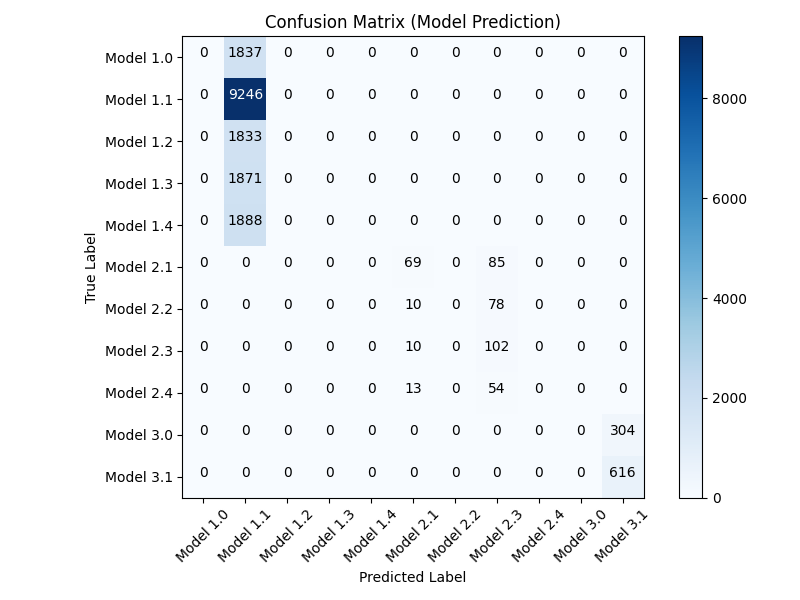 Confusion Matrix (Model Prediction)
Model 1.0 0 1837 0 0 0 0 0 0 0 0 0
Model 1.1 0 9246 0 0 0 0 0 0 0 0 0
Model 1.2 0 1833 0 0 0 0 0 0 0 0 0
Model 1.3 0 1871 0 0 0 0 0 0 0 0 0
Model 1.4 0 1888 0 0 0 0 0 0 0 0 0
Model 2.1 0 0 0 0 0 69 0 85 0 0 0
Model 2.2 0 0 0 0 0 10 0 78 0 0 0
Model 2.3 0 0 0 0 0 10 0 102 0 0 0
Model 2.4 0 0 0 0 0 13 0 54 0 0 0
Model 3.0 0 0 0 0 0 0 0 0 0 0 304
Model 3.1 0 0 0 0 0 0 0 0 0 0 616
True Label
Model 1.0 Model 1.1 Model 1.2 Model 1.3 Model 1.4 Model 2.1 Model 2.2 Model 2.3 Model 2.4 Model 3.0 Model 3.1
Predicted Label
8000
6000
4000
2000
0